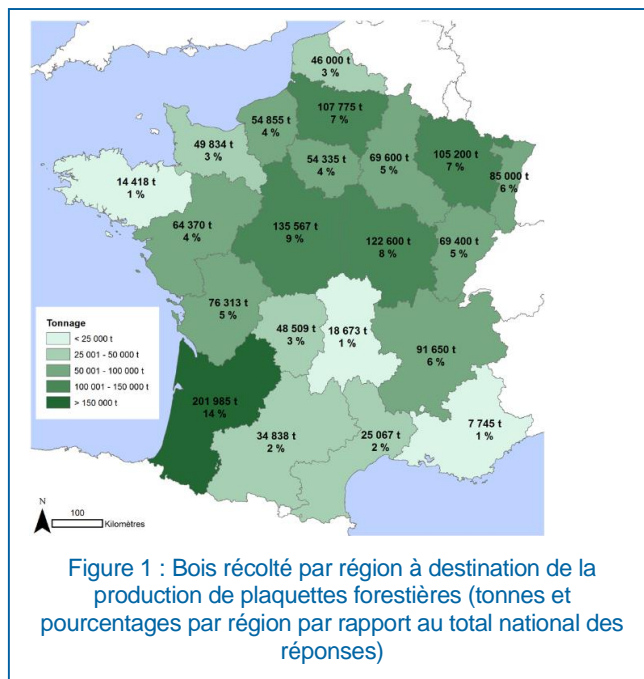 46 000 t
3 %
107 775 t
7 %
54 855 t
4 %
49 834 t
3 %
54 335 t
4 %
69 600 t
5 %
105 200 t
7 %
85 000 t
6 %
14 418 t
1 %
64 370 t
4 %
135 567 t
9 %
122 600 t
8 %
69 400 t
5 %
76 313 t
5 %
48 509 t
3 %
18 673 t
1 %
91 650 t
6 %
201 985 t
14 %
34 838 t
2 %
25 067 t
2 %
7 745 t
1 %
Tonnage
< 25 000 t
25 001 - 50 000 t
50 001 - 100 000 t
100 001 - 150 000 t
> 150 000 t
N
100
Kilomètres
Figure 1 : Bois récolté par région à destination de la
production de plaquettes forestières (tonnes et
pourcentages par région par rapport au total national des
réponses)